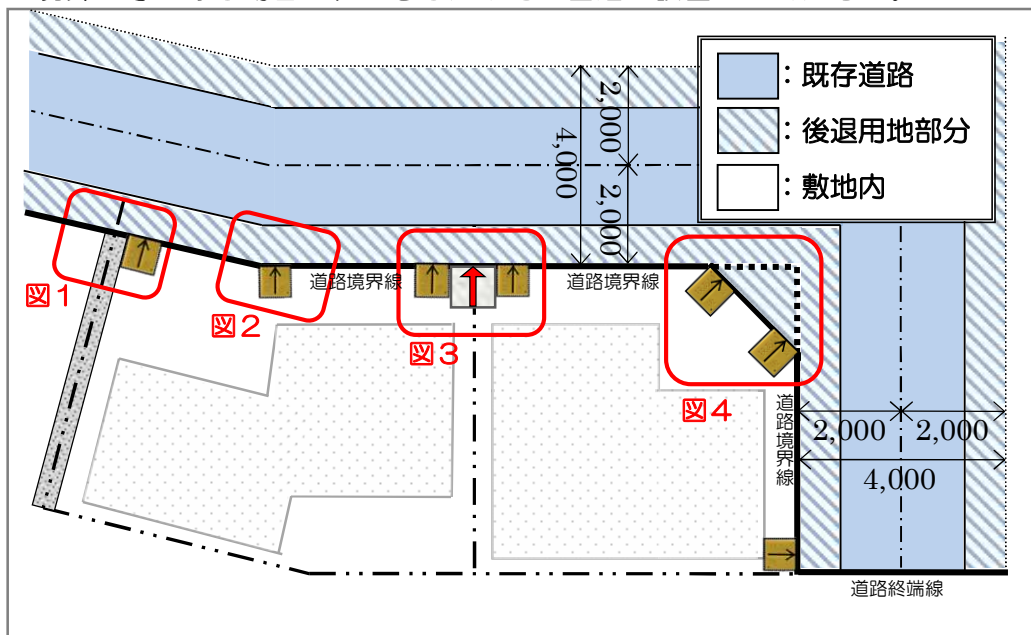 ：既存道路
：後退用地部分
：敷地内
2,000
4,000
2,000
図1
図2
道路境界線
図3
道路境界線
図4
道路境界線
2,000
2,000
4,000
道路終端線